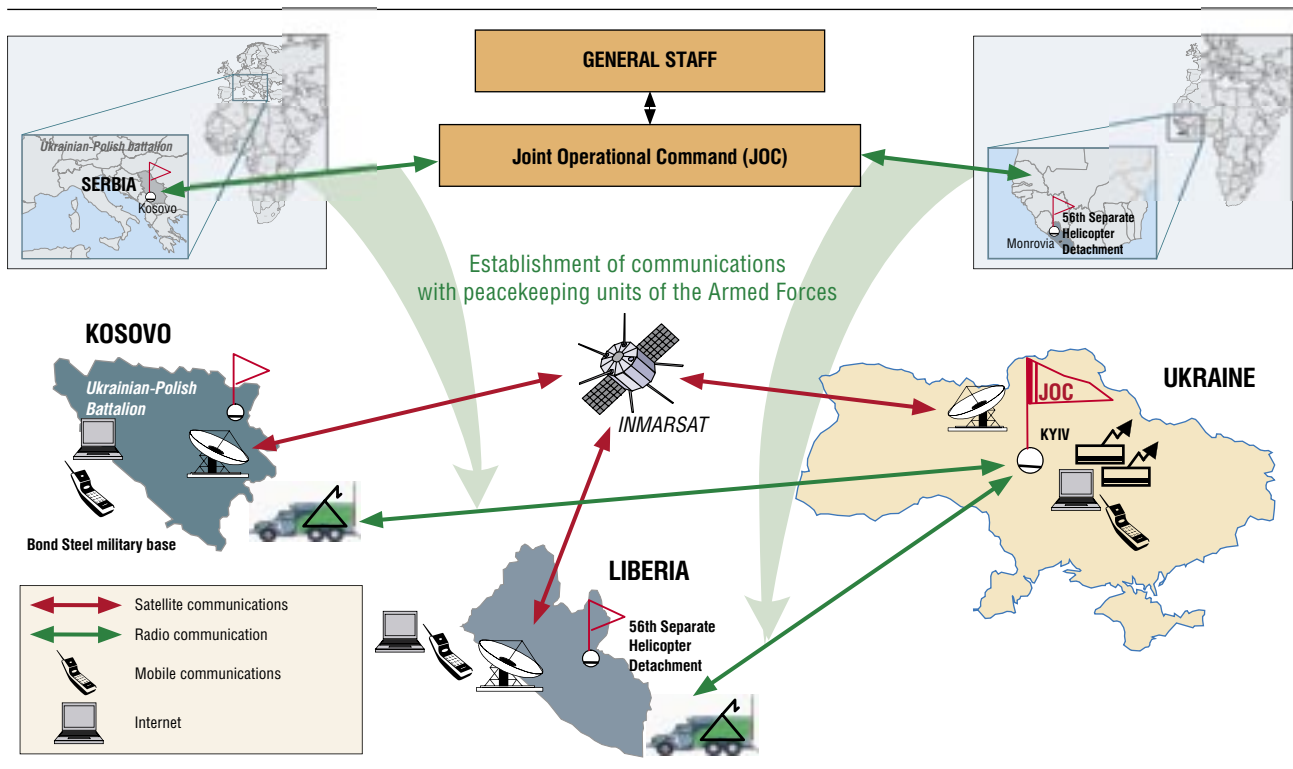 GENERAL STAFF
Joint Operational Command (JOC)
Ukrainian-Polish battalion
SERBIA
Kosovo
56th Separate
Helicopter
Detachment
Monrovia
Establishment of communications
with peacekeeping units of the Armed Forces
KOSOVO
Ukrainian-Polish
Battalion
Bond Steel military base
INMARSAT
UKRAINE
JOC
KYIV
LIBERIA
56th Separate
Helicopter
Detachment
Satellite communications
Radio communication
Mobile communications
Internet